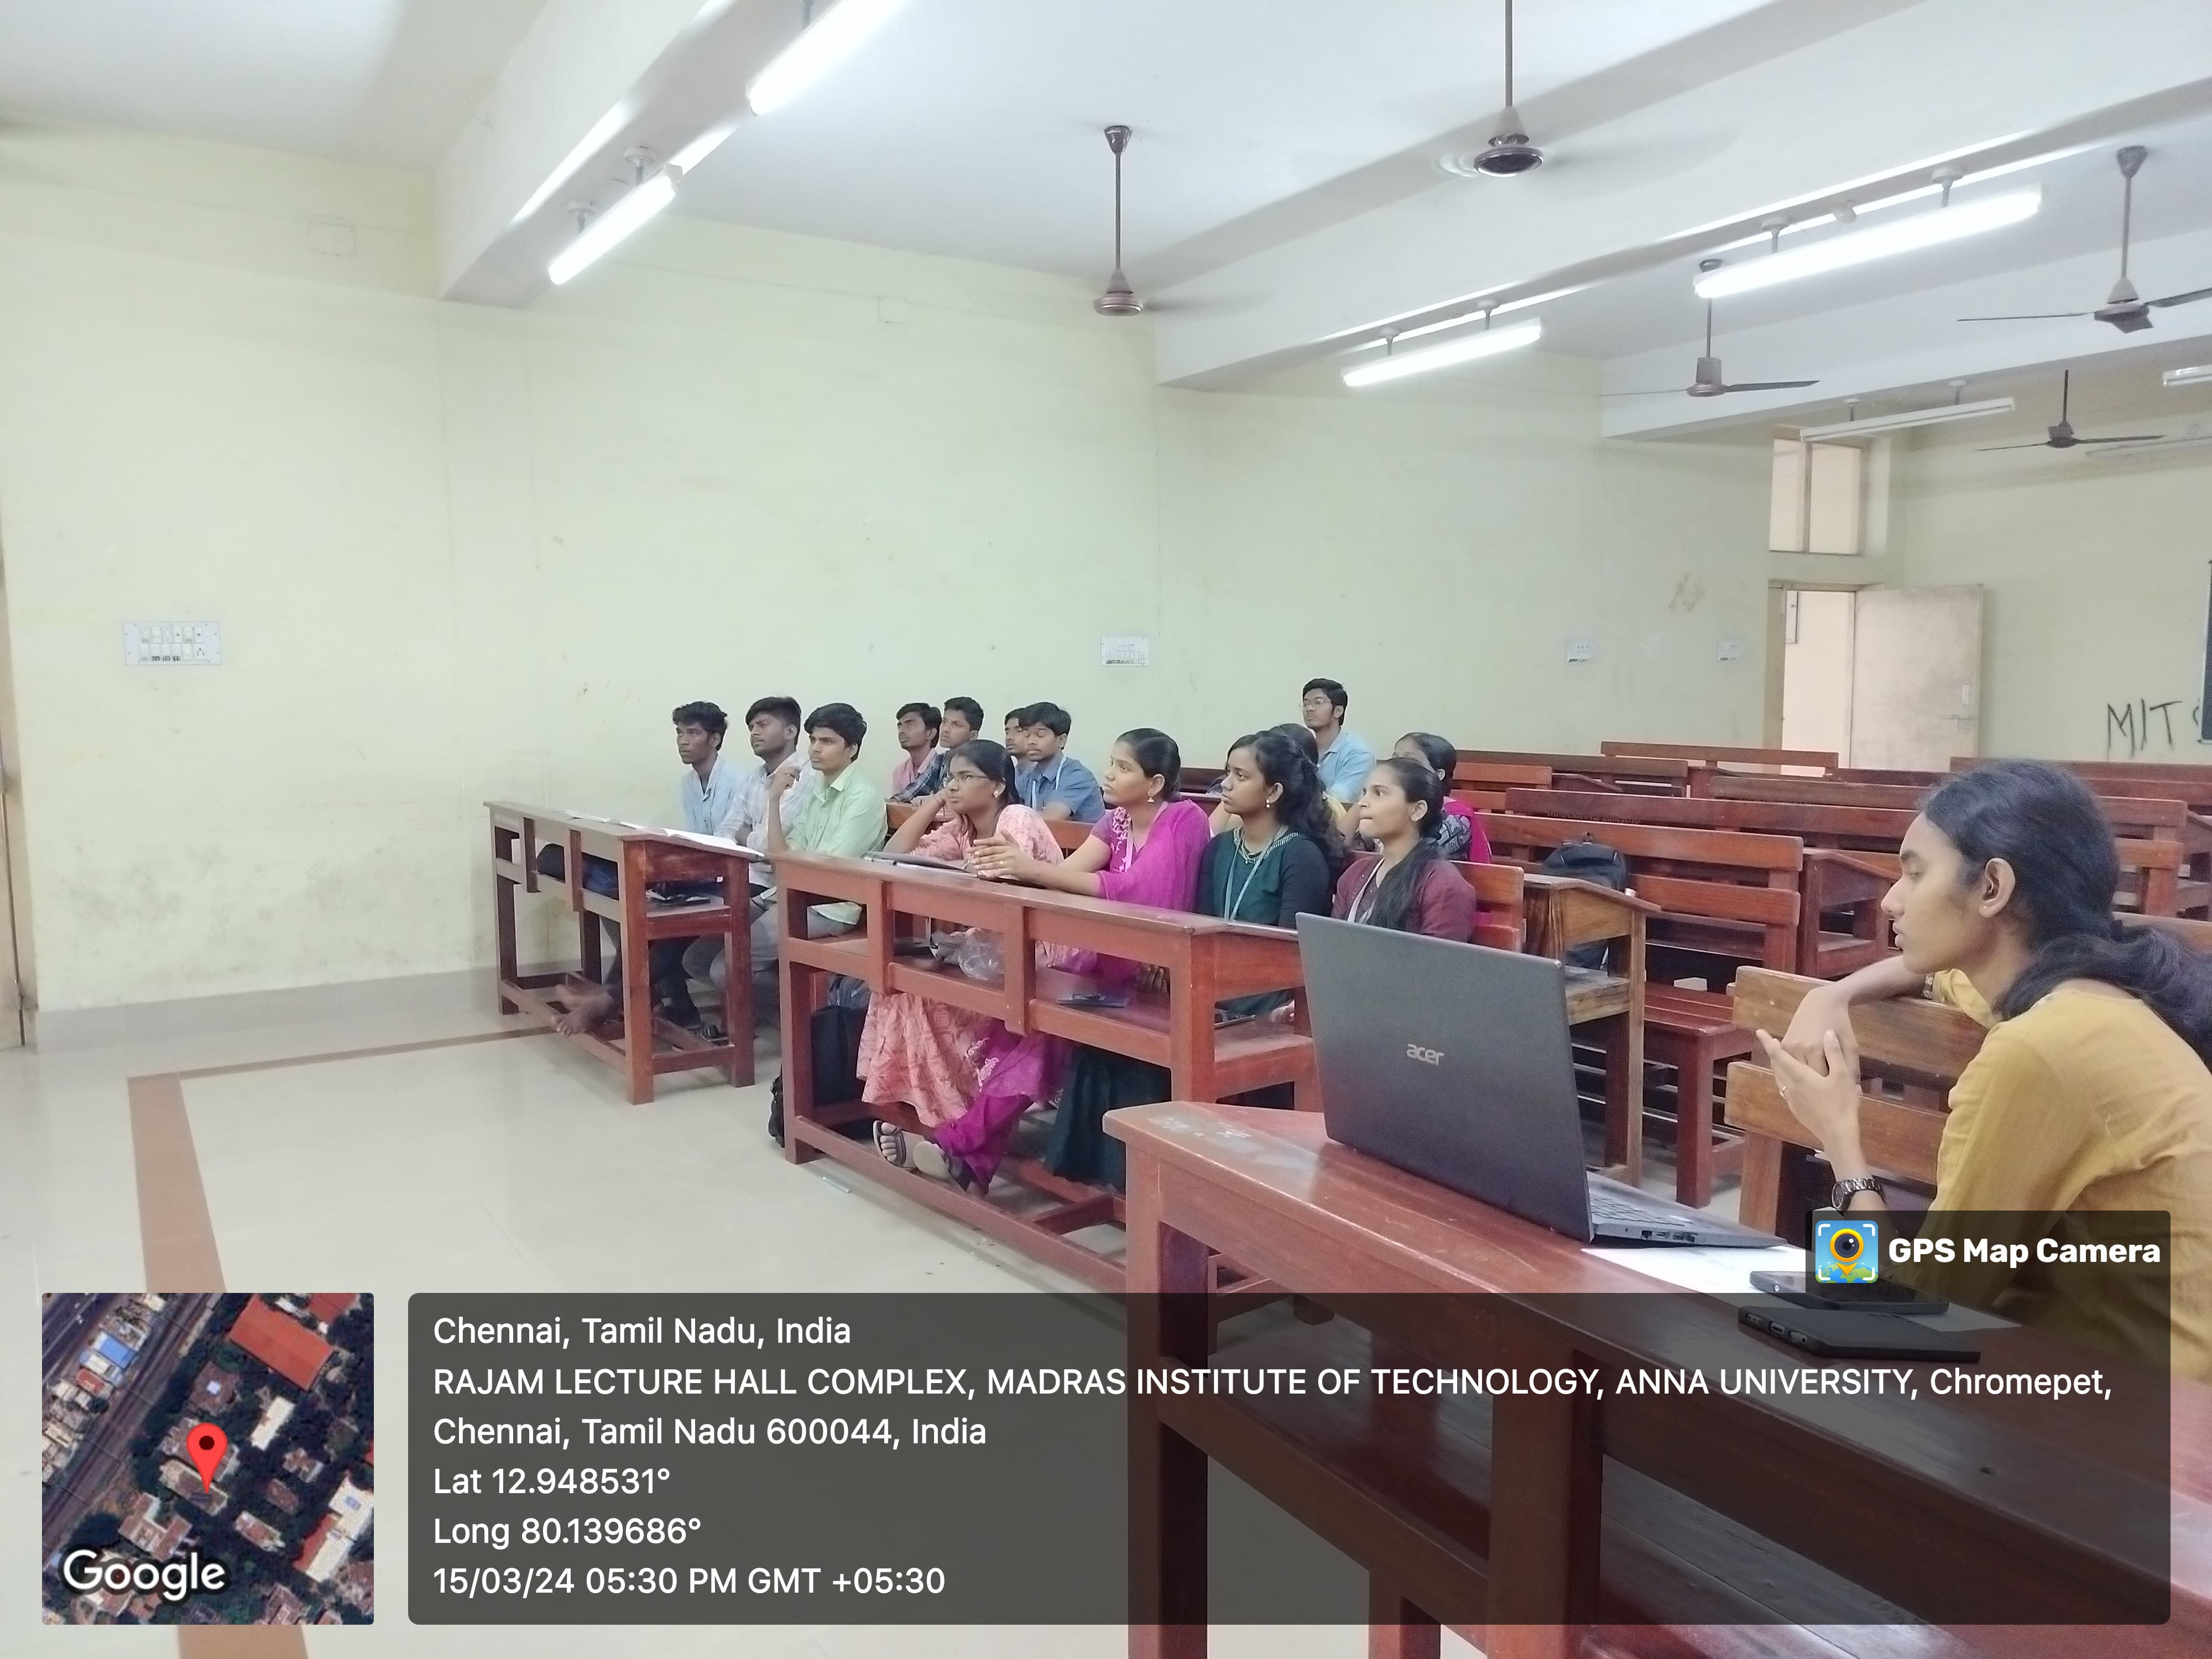 MIT
acer
GPS Map Camera
Chennai, Tamil Nadu, India
RAJAM LECTURE HALL COMPLEX, MADRAS INSTITUTE OF TECHNOLOGY, ANNA UNIVERSITY, Chromepet,
Chennai, Tamil Nadu 600044, India
Lat 12.948531°
Long 80.139686°
15/03/24 05:30 PM GMT +05:30
Google